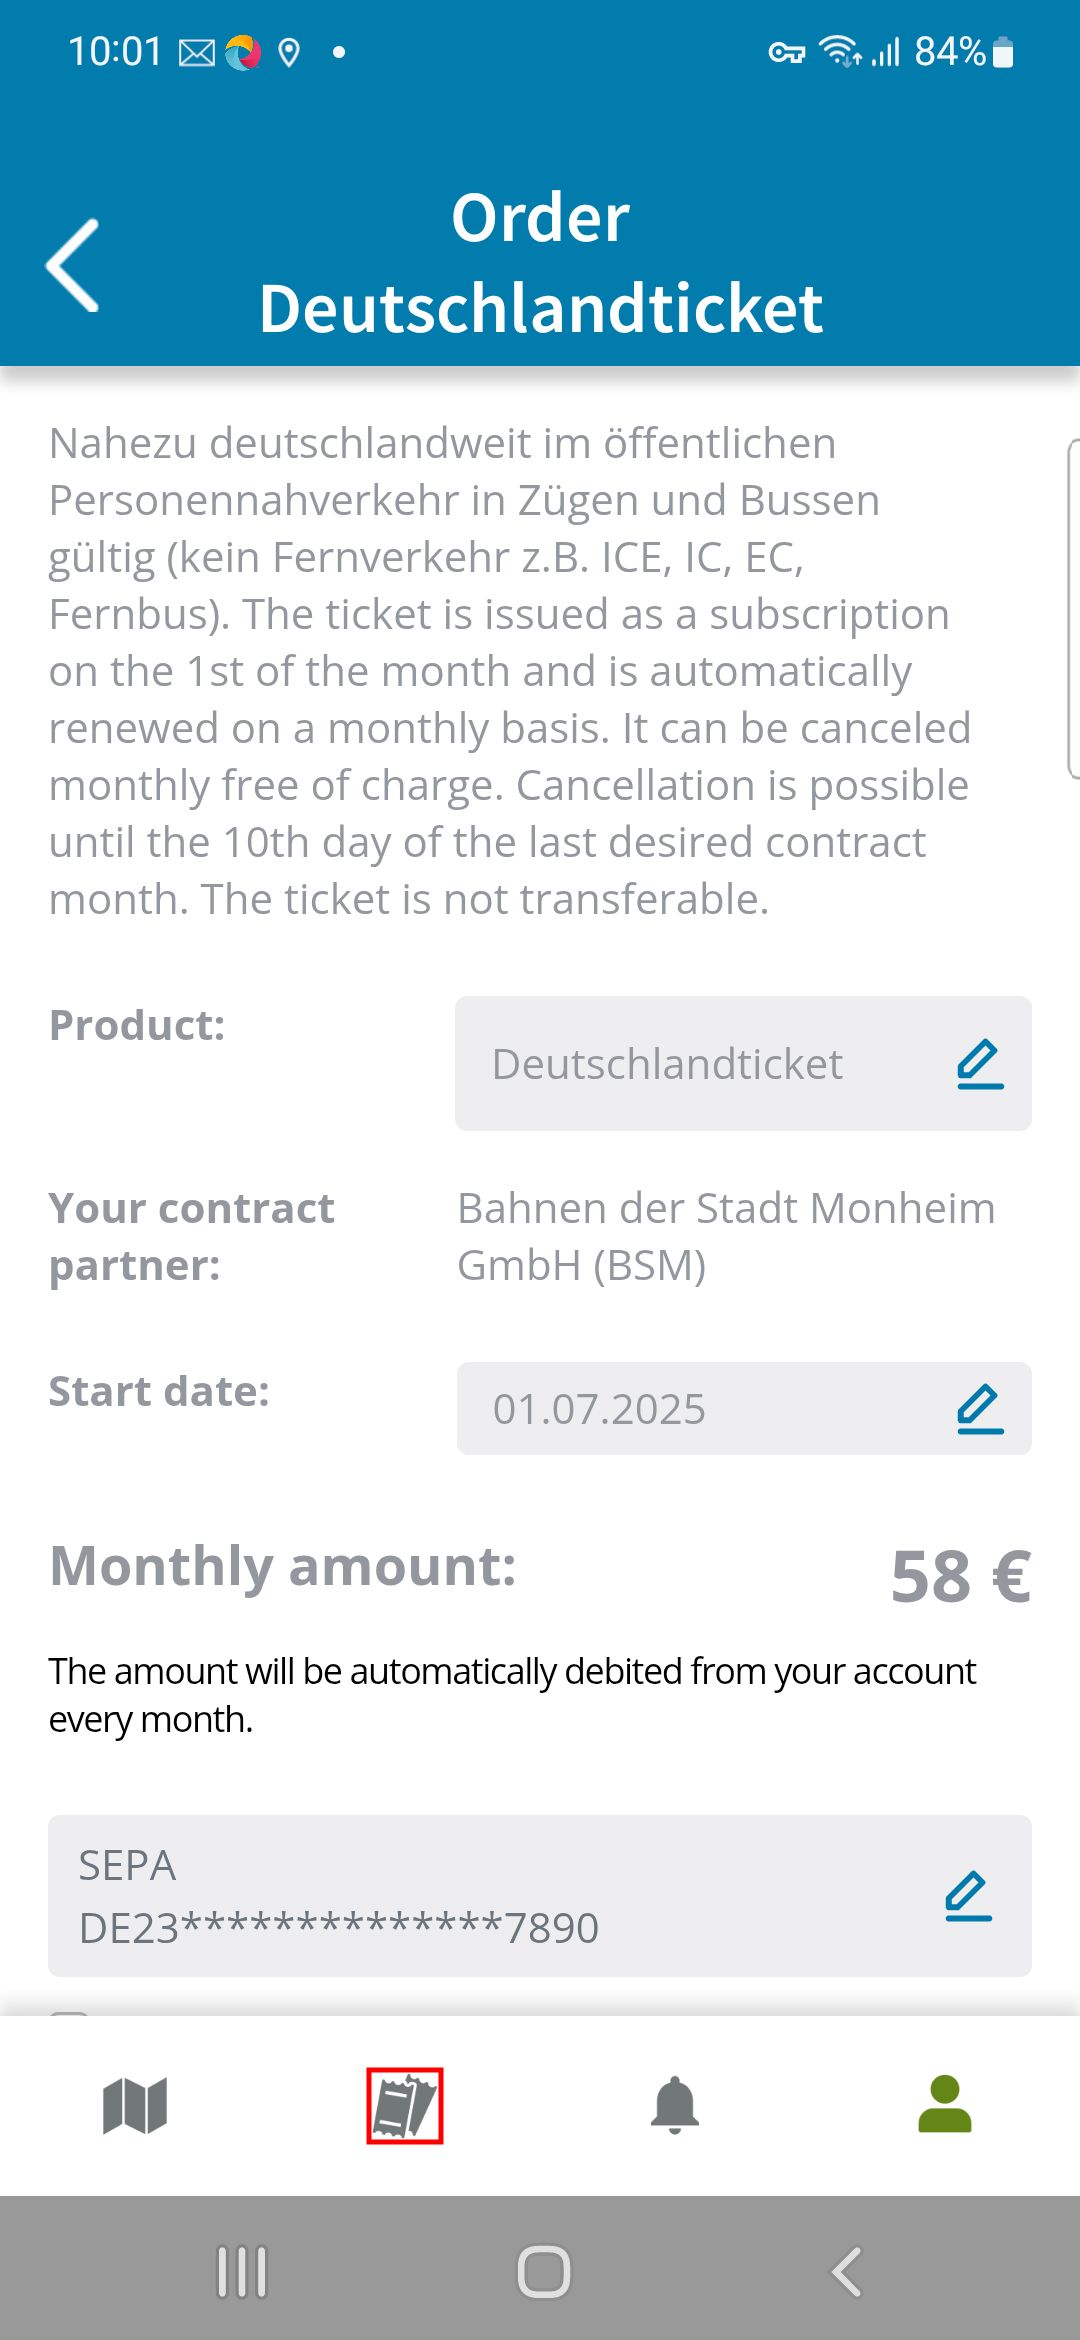 10:01
84%
Order
Deutschlandticket
Nahezu deutschlandweit im öffentlichen
Personennahverkehr in Zügen und Bussen
gültig (kein Fernverkehr z.B. ICE, IC, EC,
Fernbus). The ticket is issued as a subscription
on the 1st of the month and is automatically
renewed on a monthly basis. It can be canceled
monthly free of charge. Cancellation is possible
until the 10th day of the last desired contract
month. The ticket is not transferable.
Product:
Deutschlandticket
Your contract
partner:
Bahnen der Stadt Monheim
GmbH (BSM)
Start date:
01.07.2025
Monthly amount:
58 €
The amount will be automatically debited from your account
every month.
SEPA
DE23**************7890